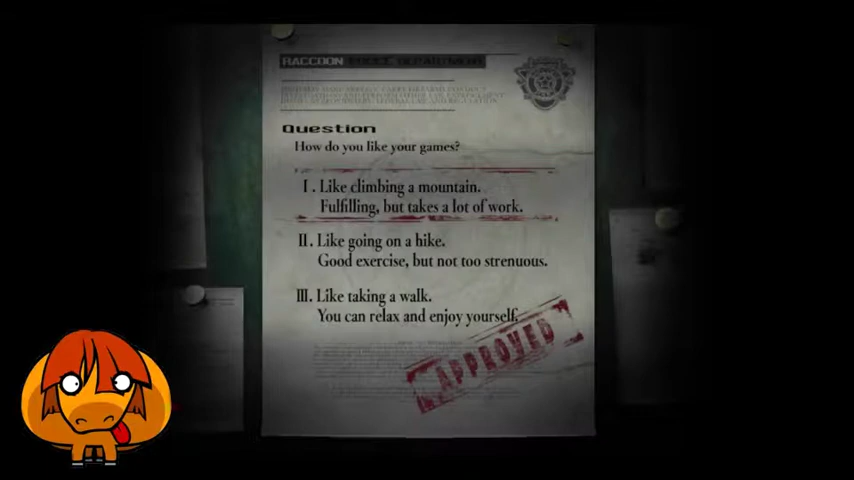 RACCOON POLICE DEPARTMENT
Question
How do you like your games?
I. Like climbing a mountain.
Fulfilling, but takes a lot of work.
II. Like going on a hike.
Good exercise, but not too strenuous.
III. Like taking a walk.
You can relax and enjoy yourself.
APPROVED